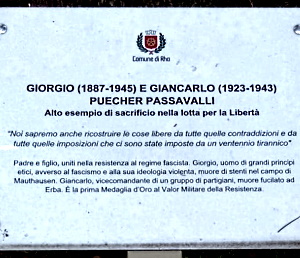 Comune di Rho
GIORGIO (1887-1945) E GIANCARLO (1923-1943)
PUECHER PASSAVALLI
Alto esempio di sacrificio nella lotta per la Libertà
"Noi sapremo anche ricostruire le cose libere da tutte quelle contraddizioni e da
tutte quelle imposizioni che ci sono state imposte da un ventennio tirannico"
Padre e figlio, uniti nella resistenza al regime fascista. Giorgio, uomo di grandi principi
etici, avverso al fascismo e alla sua ideologia violenta, muore di stenti nel campo di
Mauthausen. Giancarlo, vicecomandante di un gruppo di partigiani, muore fucilato ad
Erba. È la prima Medaglia d'Oro al Valor Militare della Resistenza.